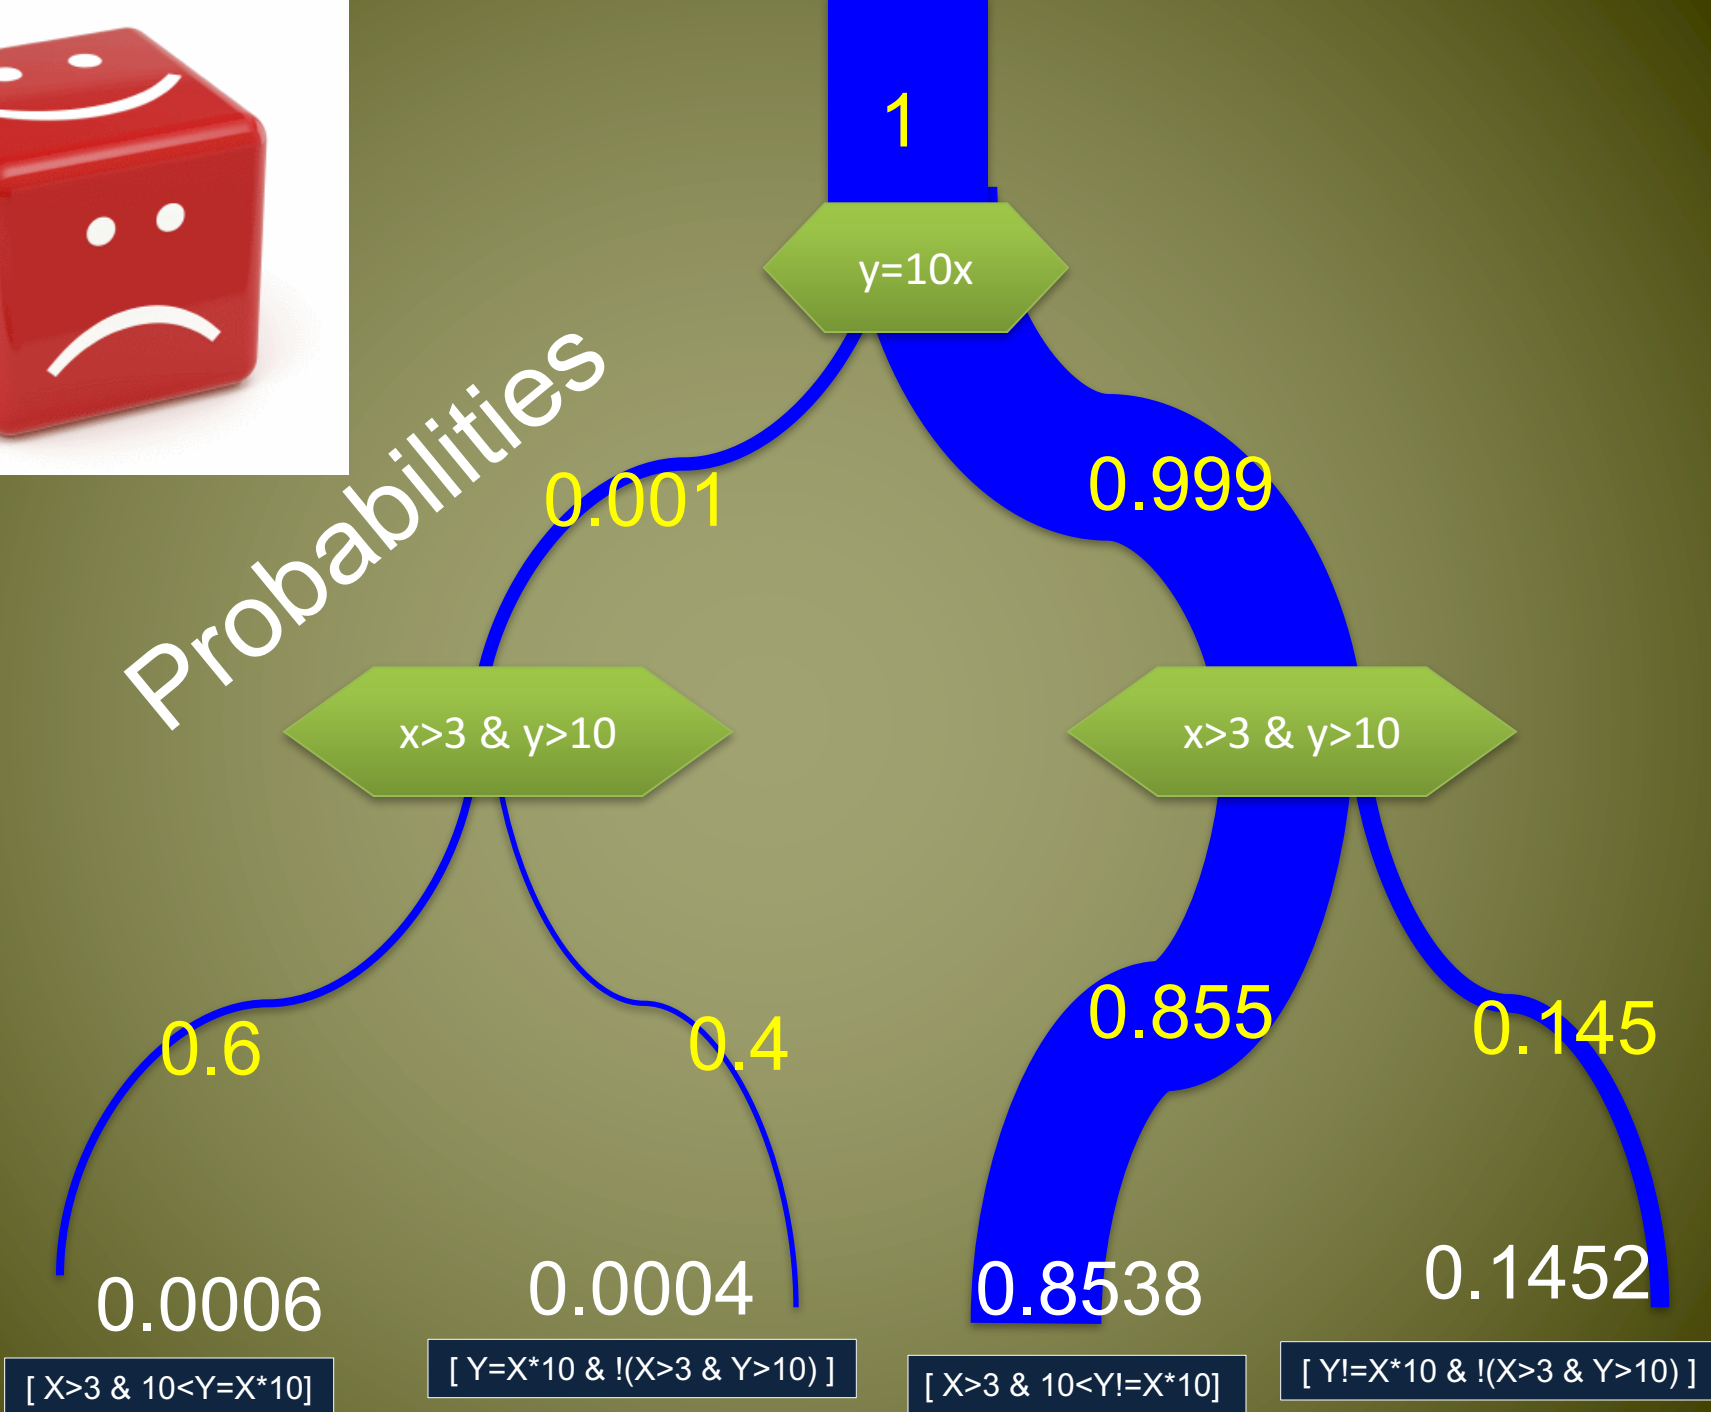 1
y=10x
Probabilities
0.001
0.999
x>3 & y>10
x>3 & y>10
0.6
0.4
0.855
0.145
0.0006
0.0004
0.8538
0.1452
[ X>3 & 10<Y=X*10]
[ Y=X*10 & !(X>3 & Y>10) ]
[ X>3 & 10<Y!=X*10]
[ Y!=X*10 & !(X>3 & Y>10) ]